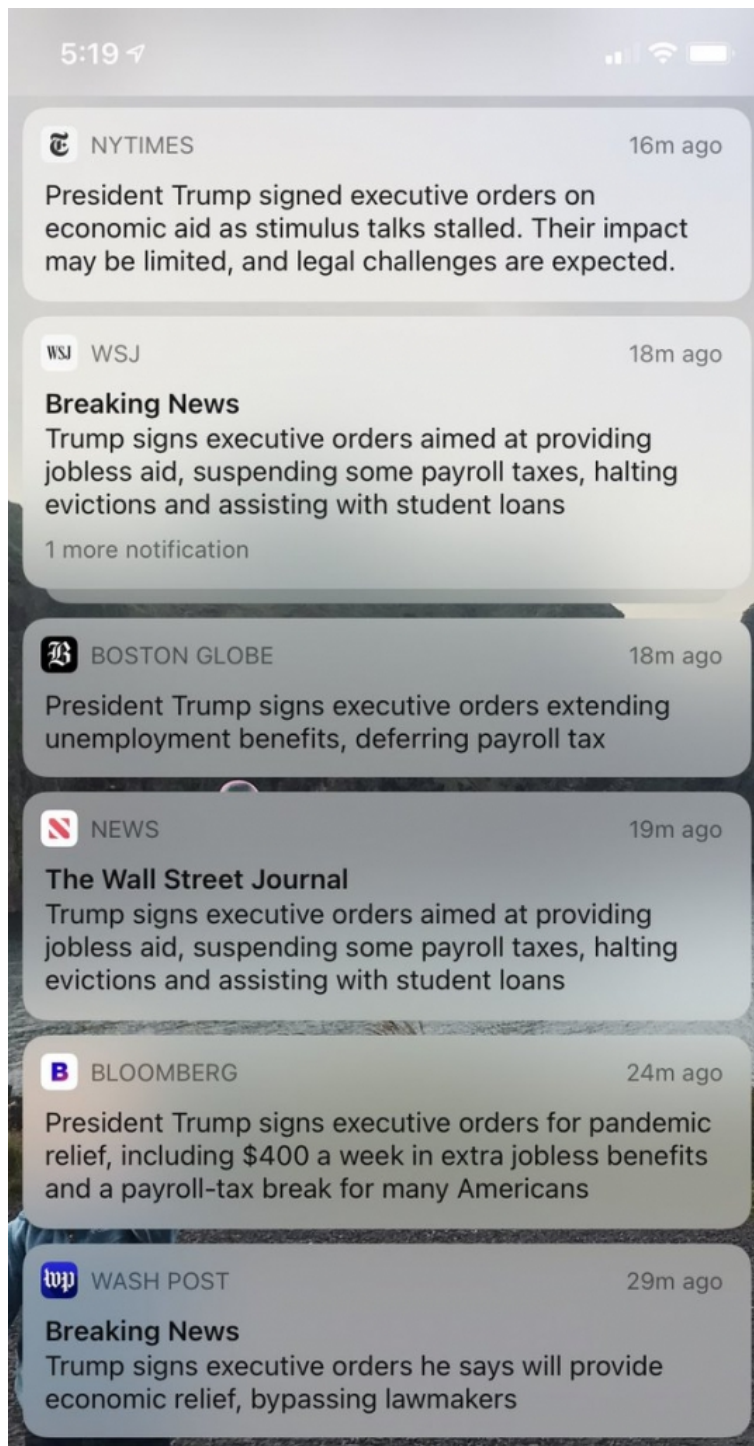 5:19
NYTIMES 16m ago
President Trump signed executive orders on
economic aid as stimulus talks stalled. Their impact
may be limited, and legal challenges are expected.
WSJ WSJ 18m ago
Breaking News
Trump signs executive orders aimed at providing
jobless aid, suspending some payroll taxes, halting
evictions and assisting with student loans
1 more notification
B BOSTON GLOBE 18m ago
President Trump signs executive orders extending
unemployment benefits, deferring payroll tax
NEWS 19m ago
The Wall Street Journal
Trump signs executive orders aimed at providing
jobless aid, suspending some payroll taxes, halting
evictions and assisting with student loans
B BLOOMBERG 24m ago
President Trump signs executive orders for pandemic
relief, including $400 a week in extra jobless benefits
and a payroll-tax break for many Americans
wp WASH POST 29m ago
Breaking News
Trump signs executive orders he says will provide
economic relief, bypassing lawmakers